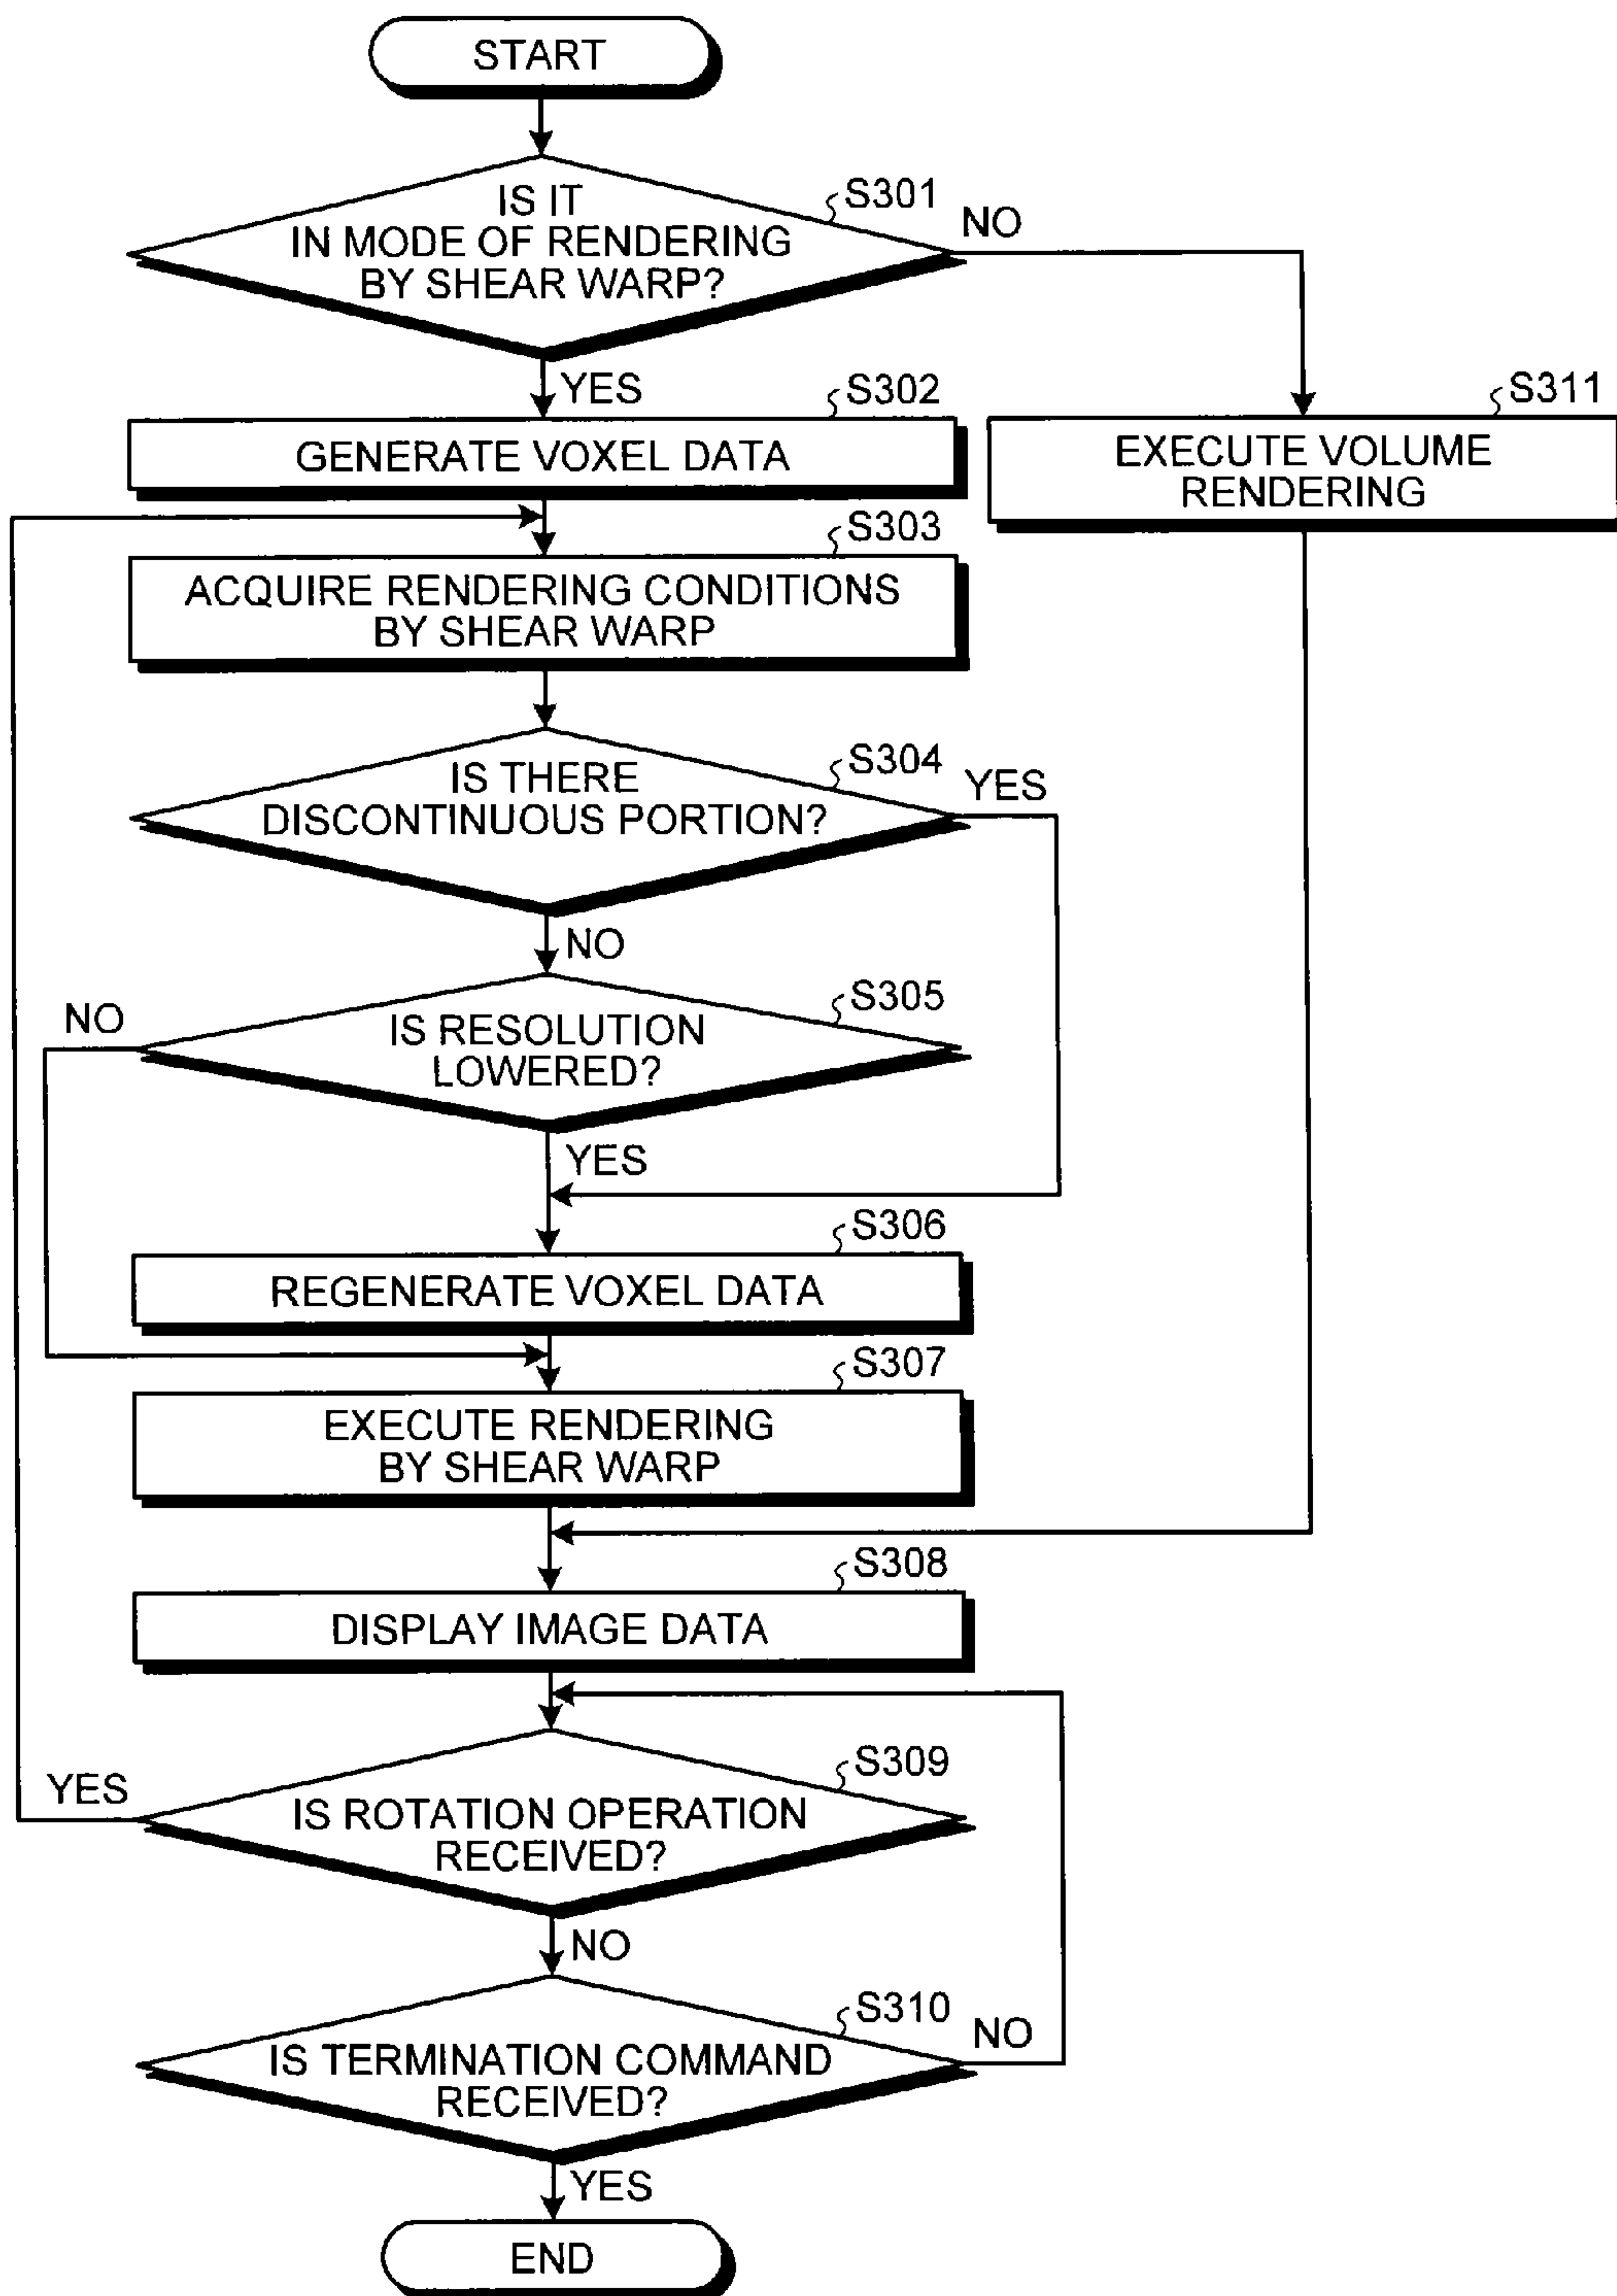 START
IS IT
IN MODE OF RENDERING
BY SHEAR WARP?
S301
NO
YES
S302
GENERATE VOXEL DATA
S311
EXECUTE VOLUME
RENDERING
S303
ACQUIRE RENDERING CONDITIONS
BY SHEAR WARP
S304
IS THERE
DISCONTINUOUS PORTION?
YES
NO
S305
NO
IS RESOLUTION
LOWERED?
YES
S306
REGENERATE VOXEL DATA
S307
EXECUTE RENDERING
BY SHEAR WARP
S308
DISPLAY IMAGE DATA
S309
YES
IS ROTATION OPERATION
RECEIVED?
NO
S310
NO
IS TERMINATION COMMAND
RECEIVED?
YES
END